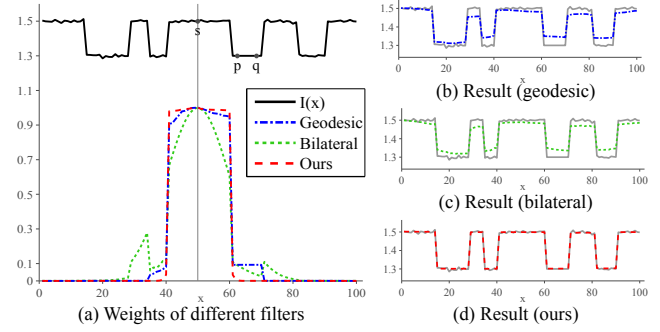 1.5
1.3
1.1
0.9
0.7
0.5
0.3
0.1
0
0 20 40 60 80 100
x
s
p q
I(x)
Geodesic
Bilateral
Ours
(a) Weights of different filters
1.5
1.4
1.3
0 20 40 60 80 100
x
(b) Result (geodesic)
1.5
1.4
1.3
0 20 40 60 80 100
x
(c) Result (bilateral)
1.5
1.4
1.3
0 20 40 60 80 100
x
(d) Result (ours)